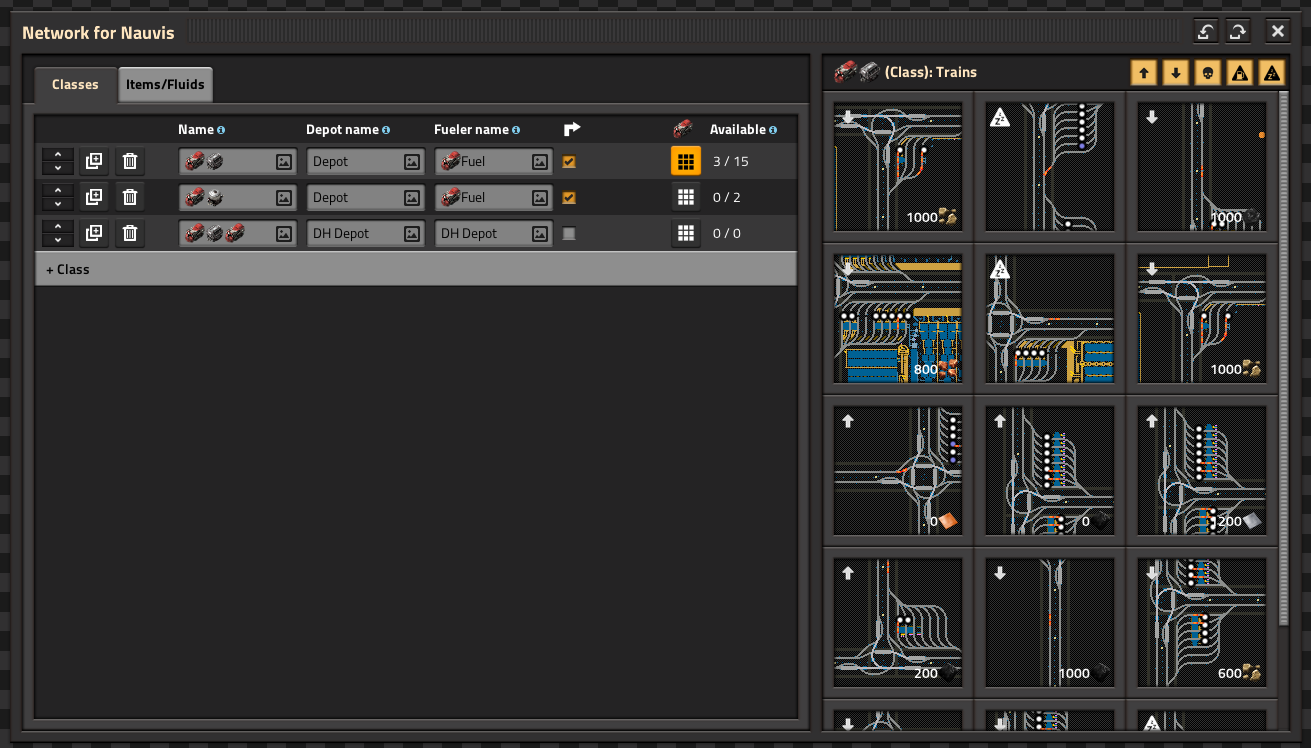 Network for Nauvis
Classes
Items/Fluids
Name
Depot name
Fueler name
Available
Depot
Fuel
3 / 15
Depot
Fuel
0 / 2
DH Depot
DH Depot
0 / 0
+ Class
(Class): Trains
1000
1000
800
1000
0
0
1200
200
1000
600